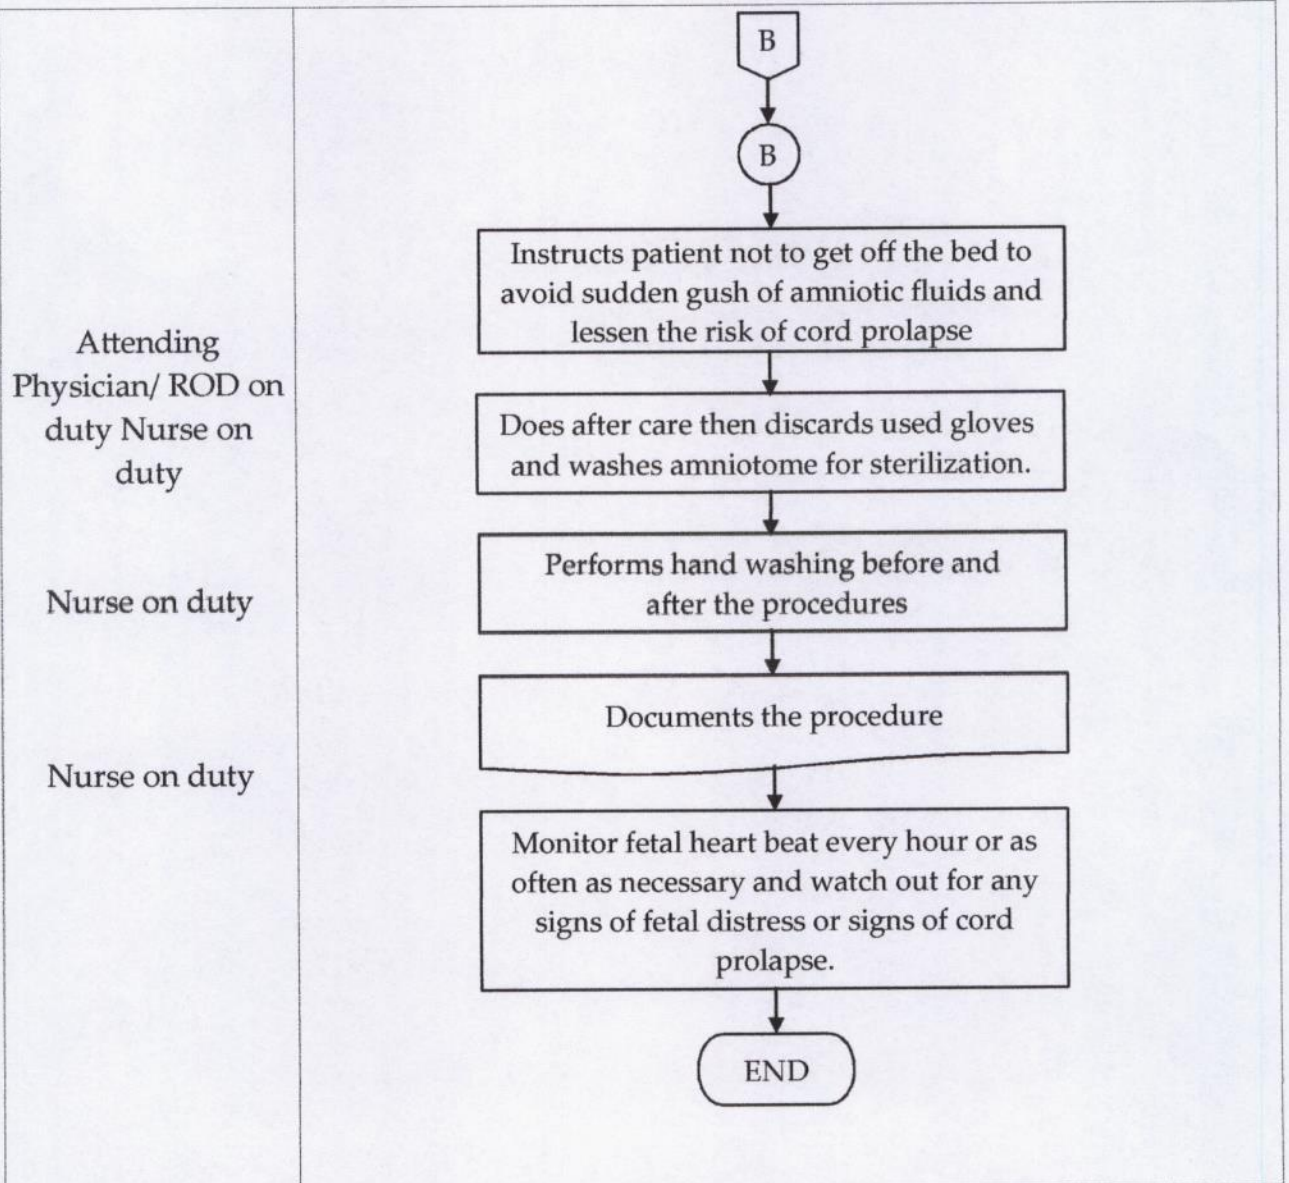 B
B
Instructs patient not to get off the bed to
avoid sudden gush of amniotic fluids and
lessen the risk of cord prolapse
Attending
Physician/ ROD on
duty Nurse on
duty
Does after care then discards used gloves
and washes amniotome for sterilization.
Performs hand washing before and
after the procedures
Nurse on duty
Documents the procedure
Nurse on duty
Monitor fetal heart beat every hour or as
often as necessary and watch out for any
signs of fetal distress or signs of cord
prolapse.
END